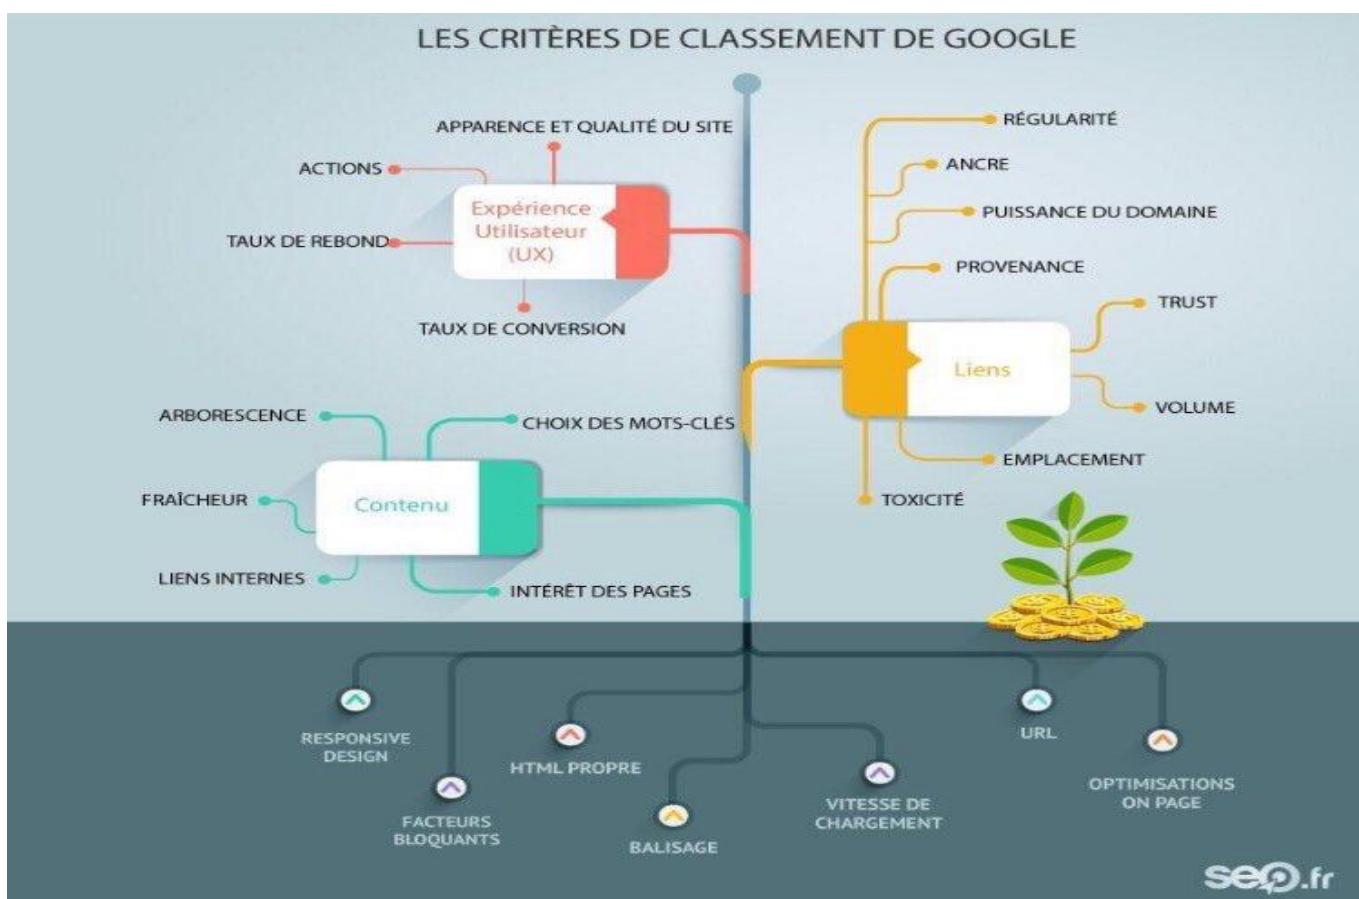 LES CRITÈRES DE CLASSEMENT DE GOOGLE
APPARENCE ET QUALITÉ DU SITE
ACTIONS
Expérience
Utilisateur
(UX)
TAUX DE REBOND
TAUX DE CONVERSION
RÉGULARITÉ
ANCRE
PUISSANCE DU DOMAINE
PROVENANCE
TRUST
Liens
VOLUME
EMPLACEMENT
TOXICITÉ
ARBORESCENCE
CHOIX DES MOTS-CLÉS
FRAÎCHEUR
Contenu
LIENS INTERNES
INTÉRÊT DES PAGES
RESPONSIVE
DESIGN
FACTEURS
BLOQUANTS
HTML PROPRE
BALISAGE
VITESSE DE
CHARGEMENT
URL
OPTIMISATIONS
ON PAGE
seo.fr